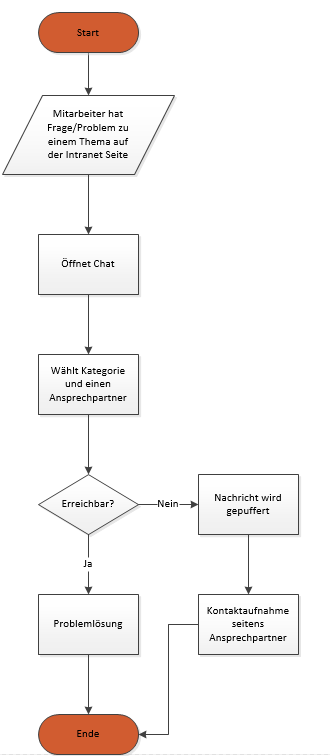 Start
Mitarbeiter hat
Frage/Problem zu
einem Thema auf
der Intranet Seite
Öffnet Chat
Wählt Kategorie
und einen
Ansprechpartner
Erreichbar?
Nein
Nachricht wird
gepuffert
Ja
Problemlösung
Kontaktaufnahme
seitens
Ansprechpartner
Ende